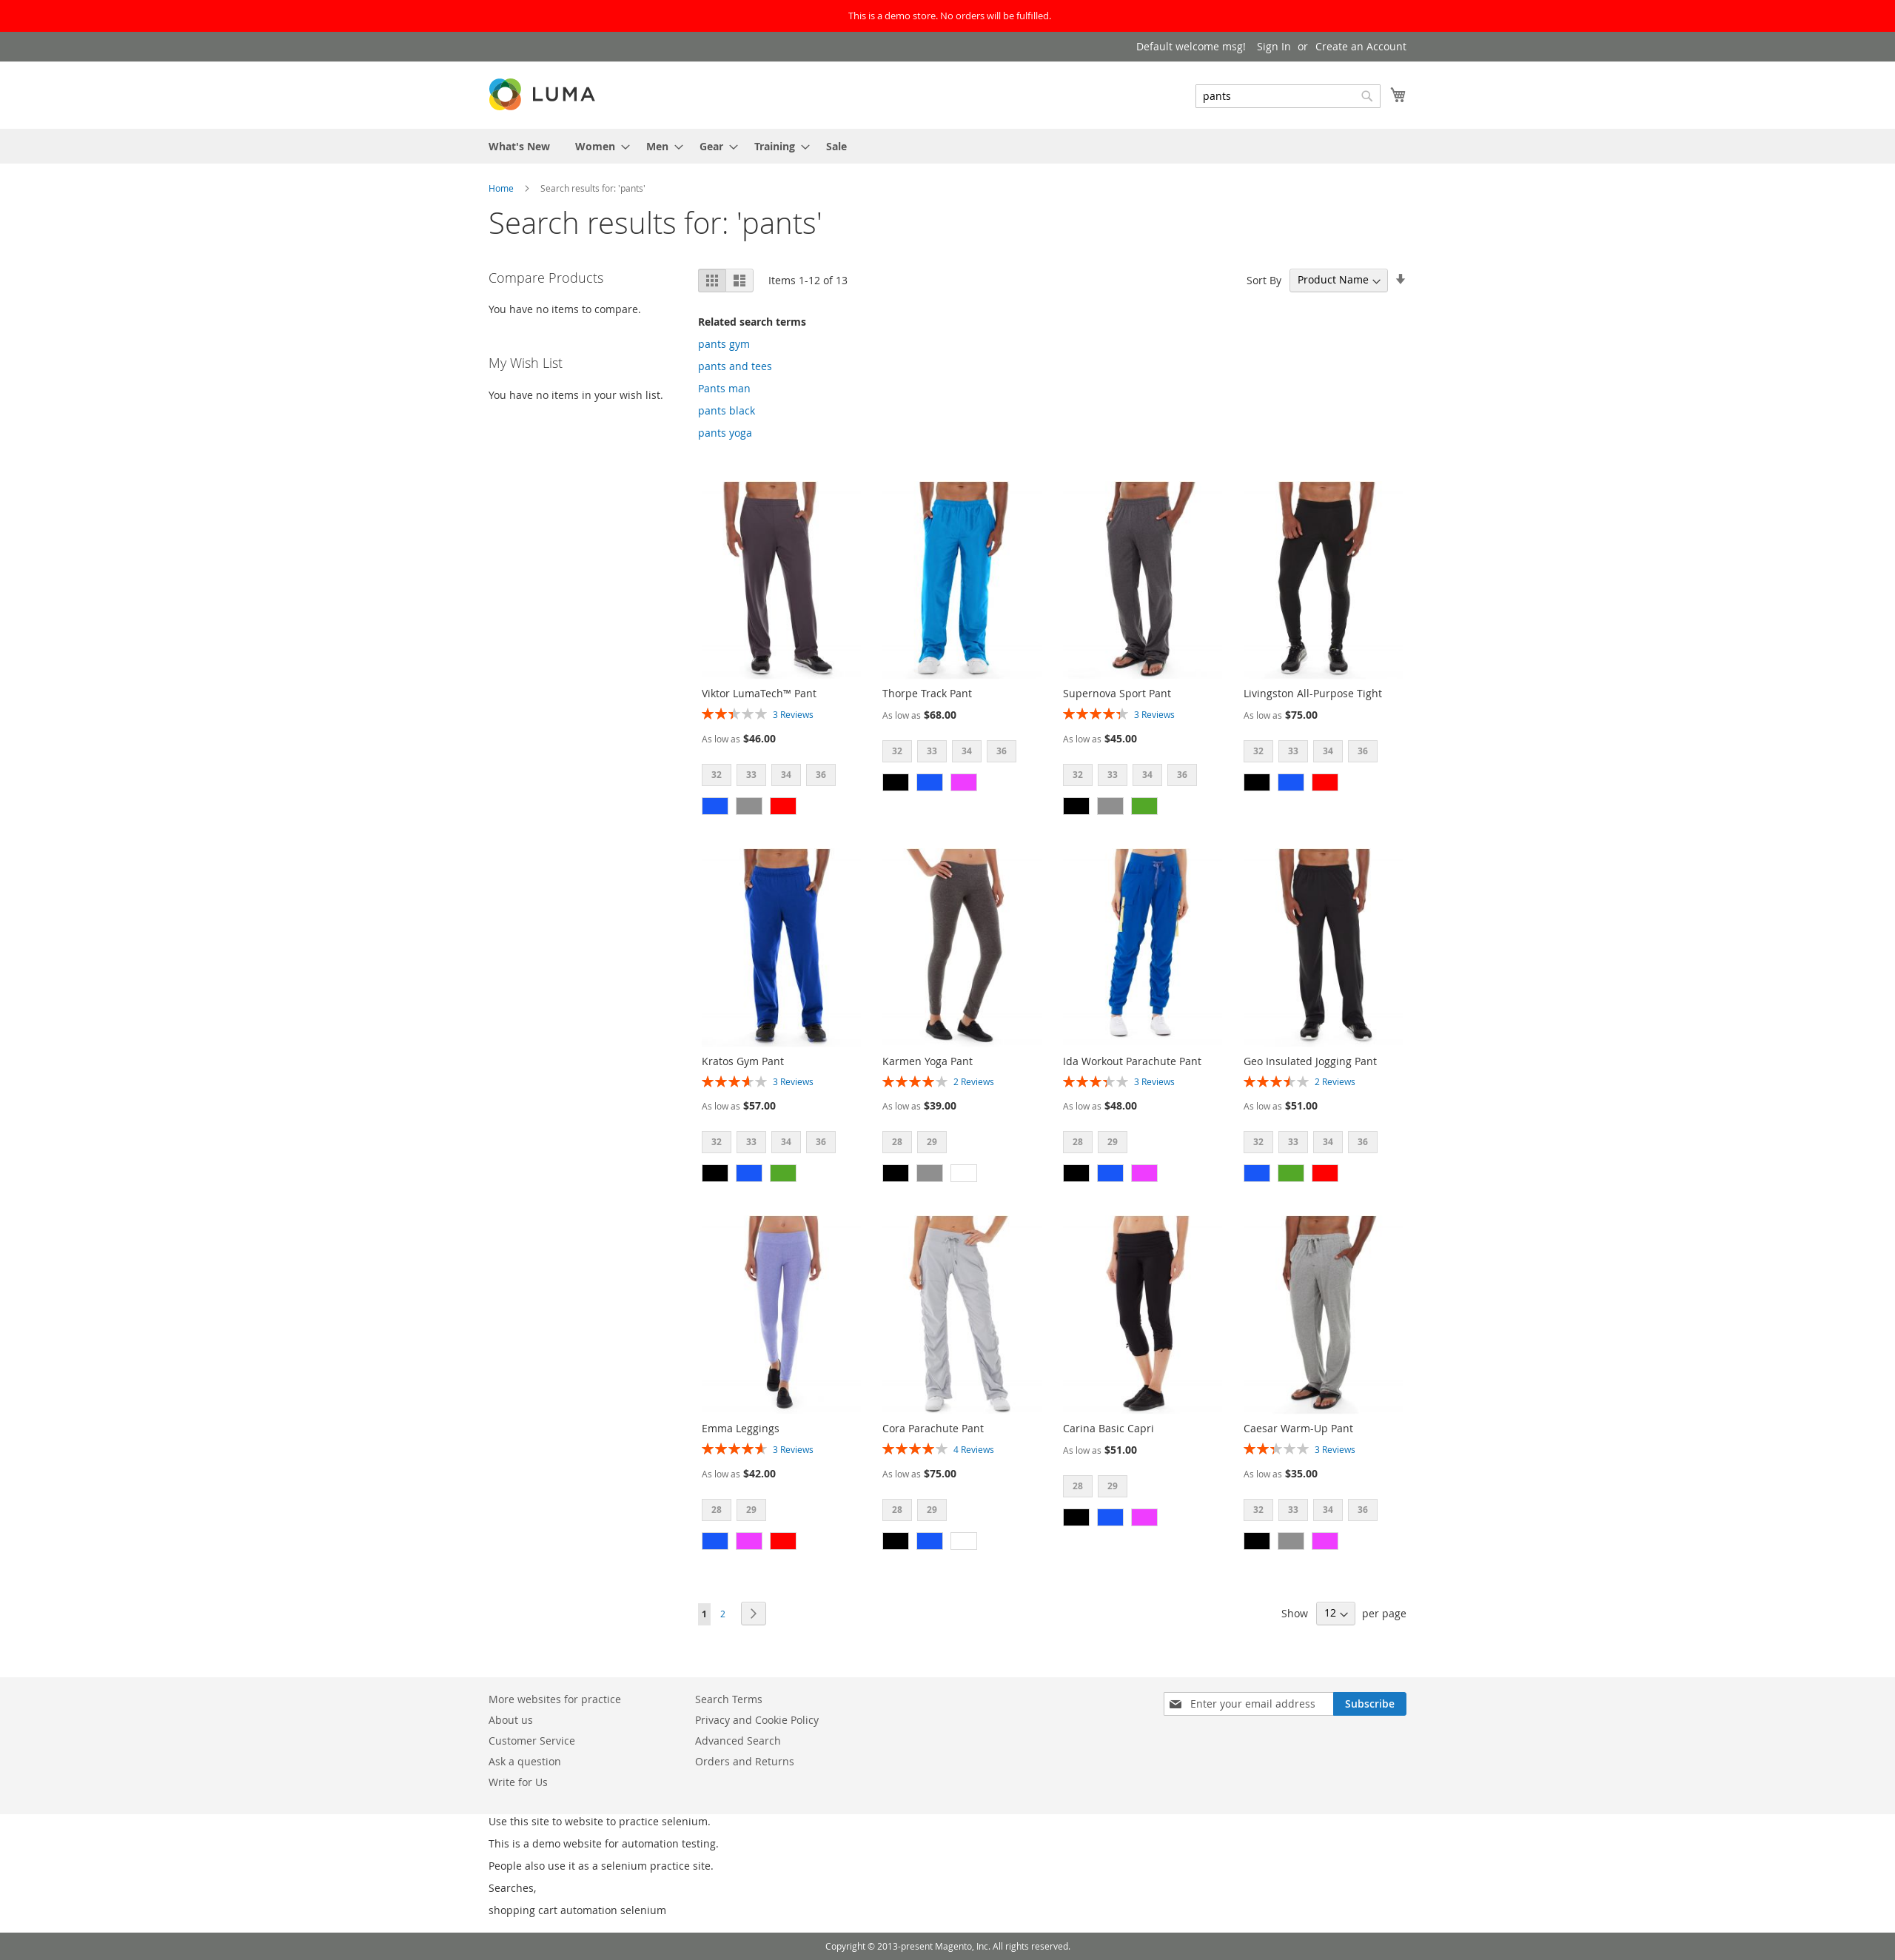 This is a demo store. No orders will be fulfilled.
Default welcome msg! Sign In or Create an Account
LUMA
pants
What's New Women Men Gear Training Sale
Home Search results for: 'pants'
Search results for: 'pants'
Compare Products
You have no items to compare.
My Wish List
You have no items in your wish list.
Items 1-12 of 13
Sort By Product Name
Related search terms
pants gym
pants and tees
Pants man
pants black
pants yoga
Viktor LumaTech™ Pant
3 Reviews
As low as $46.00
32 33 34 36
Thorpe Track Pant
As low as $68.00
32 33 34 36
Supernova Sport Pant
3 Reviews
As low as $45.00
32 33 34 36
Livingston All-Purpose Tight
As low as $75.00
32 33 34 36
Kratos Gym Pant
3 Reviews
As low as $57.00
32 33 34 36
Karmen Yoga Pant
2 Reviews
As low as $39.00
28 29
Ida Workout Parachute Pant
3 Reviews
As low as $48.00
28 29
Geo Insulated Jogging Pant
2 Reviews
As low as $51.00
32 33 34 36
Emma Leggings
3 Reviews
As low as $42.00
28 29
Cora Parachute Pant
4 Reviews
As low as $75.00
28 29
Carina Basic Capri
As low as $51.00
28 29
Caesar Warm-Up Pant
3 Reviews
As low as $35.00
32 33 34 36
1 2
Show 12 per page
More websites for practice
About us
Customer Service
Ask a question
Write for Us
Search Terms
Privacy and Cookie Policy
Advanced Search
Orders and Returns
Enter your email address Subscribe
Use this site to website to practice selenium.
This is a demo website for automation testing.
People also use it as a selenium practice site.
Searches,
shopping cart automation selenium
Copyright © 2013-present Magento, Inc. All rights reserved.